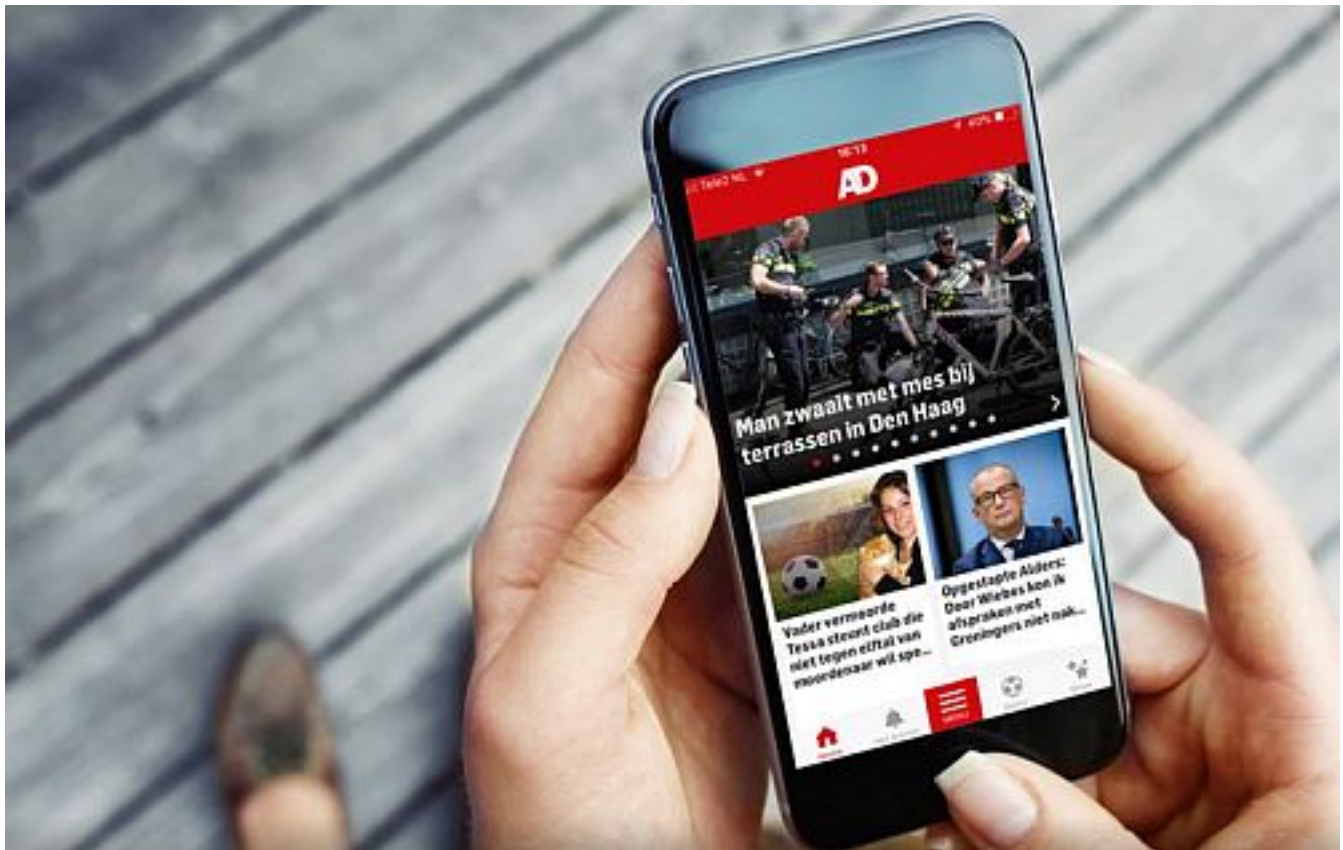 Tele2 NL
16:13
40%
AD
Man zwaait met mes bij
terrassen in Den Haag
Vader vermoorde
Tessa steunt club die
niet tegen elftal van
moordenaar wil spe...
Opgestapte Alders:
Door Wiebes kon ik
afspraken met
Groningers niet nak...
Home
MENU